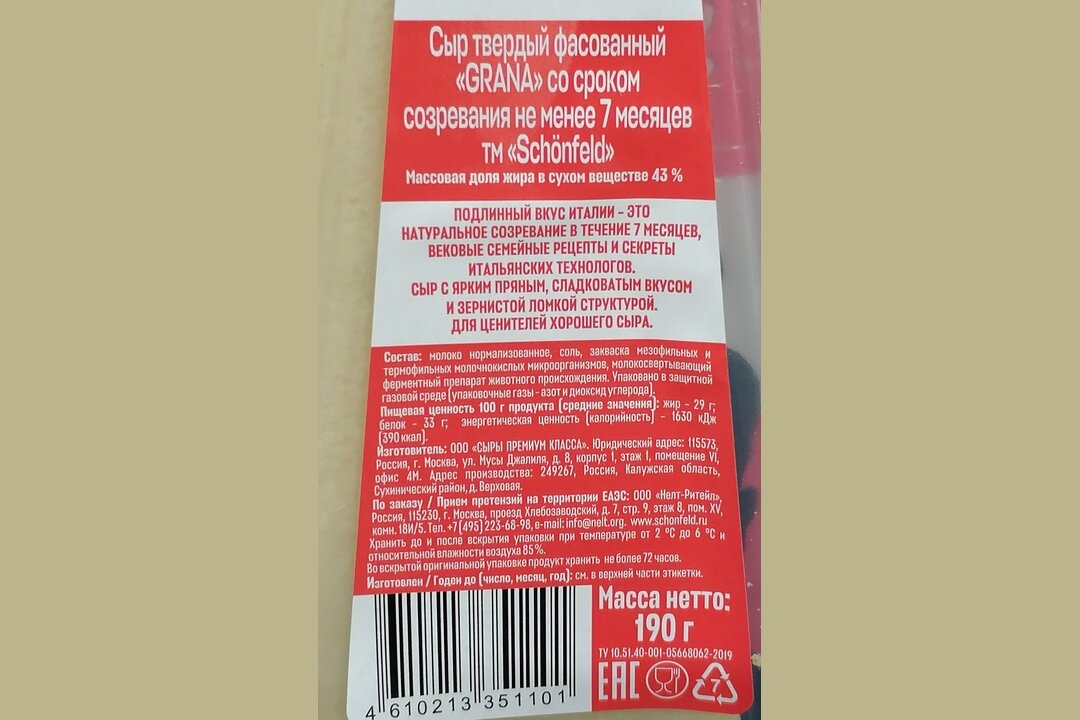 Сыр твердый фасованный
«GRANA» со сроком
созревания не менее 7 месяцев
тм «Schönfeld»
Массовая доля жира в сухом веществе 43 %
ПОДЛИННЫЙ ВКУС ИТАЛИИ - ЭТО
НАТУРАЛЬНОЕ СОЗРЕВАНИЕ В ТЕЧЕНИЕ 7 МЕСЯЦЕВ,
ВЕКОВЫЕ СЕМЕЙНЫЕ РЕЦЕПТЫ И СЕКРЕТЫ
ИТАЛЬЯНСКИХ ТЕХНОЛОГОВ.
СЫР С ЯРКИМ ПРЯНЫМ, СЛАДКОВАТЫМ ВКУСОМ
И ЗЕРНИСТОЙ ЛОМКОЙ СТРУКТУРОЙ.
ДЛЯ ЦЕНИТЕЛЕЙ ХОРОШЕГО СЫРА.
Состав: молоко нормализованное, соль, закваска мезофильных и
термофильных молочнокислых микроорганизмов, молокосвертывающий
ферментный препарат животного происхождения. Упаковано в защитной
газовой среде (упаковочные газы - азот и диоксид углерода).
Пищевая ценность 100 г продукта (средние значения): жир - 29 г;
белок - 33 г; энергетическая ценность (калорийность) - 1630 кДж
(390 ккал).
Изготовитель: ООО «СЫРЫ ПРЕМИУМ КЛАССА». Юридический адрес: 115573,
Россия, г. Москва, ул. Мусы Джалиля, д. 8, корпус 1, этаж 1, помещение VI,
офис 4М. Адрес производства: 249267, Россия, Калужская область,
Сухинический район, д. Верховая.
По заказу / Прием претензий на территории ЕАЭС: ООО «Нелт-Ритейл»,
Россия, 115230, г. Москва, проезд Хлебозаводский, д. 7, стр. 9, этаж 8, пом. XV,
комн. 18И/5. Тел. +7 (495) 223-68-98, e-mail: info@nelt.org. www.schonfeld.ru
Хранить до и после вскрытия упаковки при температуре от 2 °С до 6 °С и
относительной влажности воздуха 85%.
Во вскрытой оригинальной упаковке продукт хранить не более 72 часов.
Изготовлен / Годен до (число, месяц, год): см. в верхней части этикетки.
Масса нетто:
190 г
ТУ 10.51.40-001-05668062-2019
EAC
7
4 610213 351101